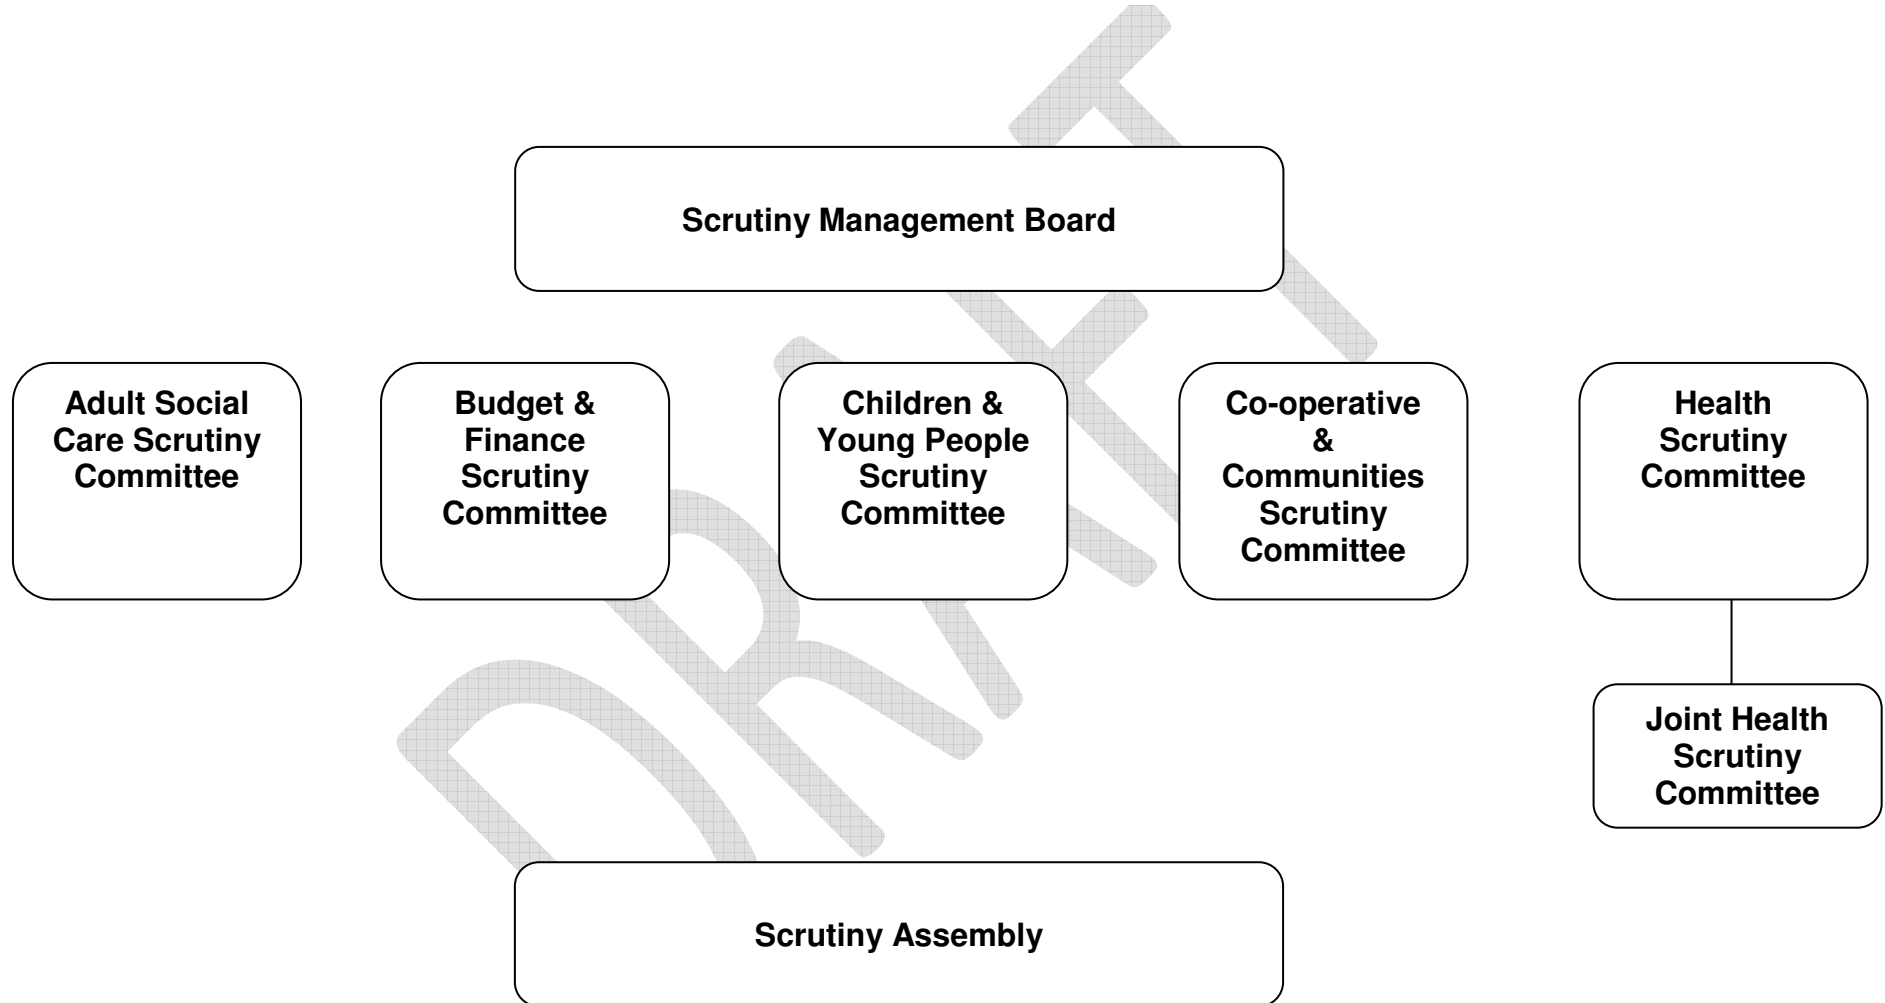 Scrutiny Management Board
Adult Social
Care Scrutiny
Committee
Budget &
Finance
Scrutiny
Committee
Children &
Young People
Scrutiny
Committee
Co-operative
&
Communities
Scrutiny
Committee
Health
Scrutiny
Committee
Joint Health
Scrutiny
Committee
Scrutiny Assembly
DRAFT